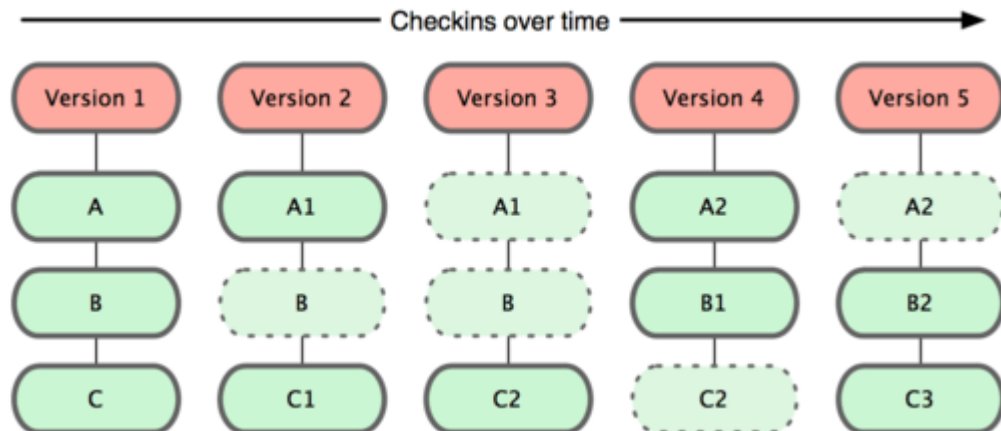 Checkins over time
Version 1 Version 2 Version 3 Version 4 Version 5
A A1 A1 A2 A2
B B B B1 B2
C C1 C2 C2 C3